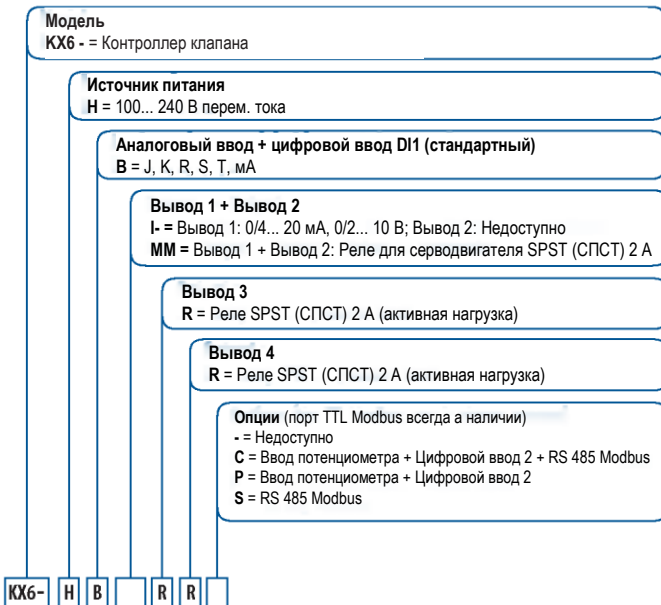 Модель
KX6 - = Контроллер клапана
Источник питания
H = 100... 240 В перем. тока
Аналоговый ввод + цифровой ввод DI1 (стандартный)
B = J, K, R, S, T, мА
Вывод 1 + Вывод 2
I- = Вывод 1: 0/4... 20 мА, 0/2... 10 В; Вывод 2: Недоступно
MM = Вывод 1 + Вывод 2: Реле для серводвигателя SPST (СПСТ) 2 А
Вывод 3
R = Реле SPST (СПСТ) 2 А (активная нагрузка)
Вывод 4
R = Реле SPST (СПСТ) 2 А (активная нагрузка)
Опции (порт TTL Modbus всегда а наличии)
- = Недоступно
C = Ввод потенциометра + Цифровой ввод 2 + RS 485 Modbus
P = Ввод потенциометра + Цифровой ввод 2
S = RS 485 Modbus
KX6- H B R R